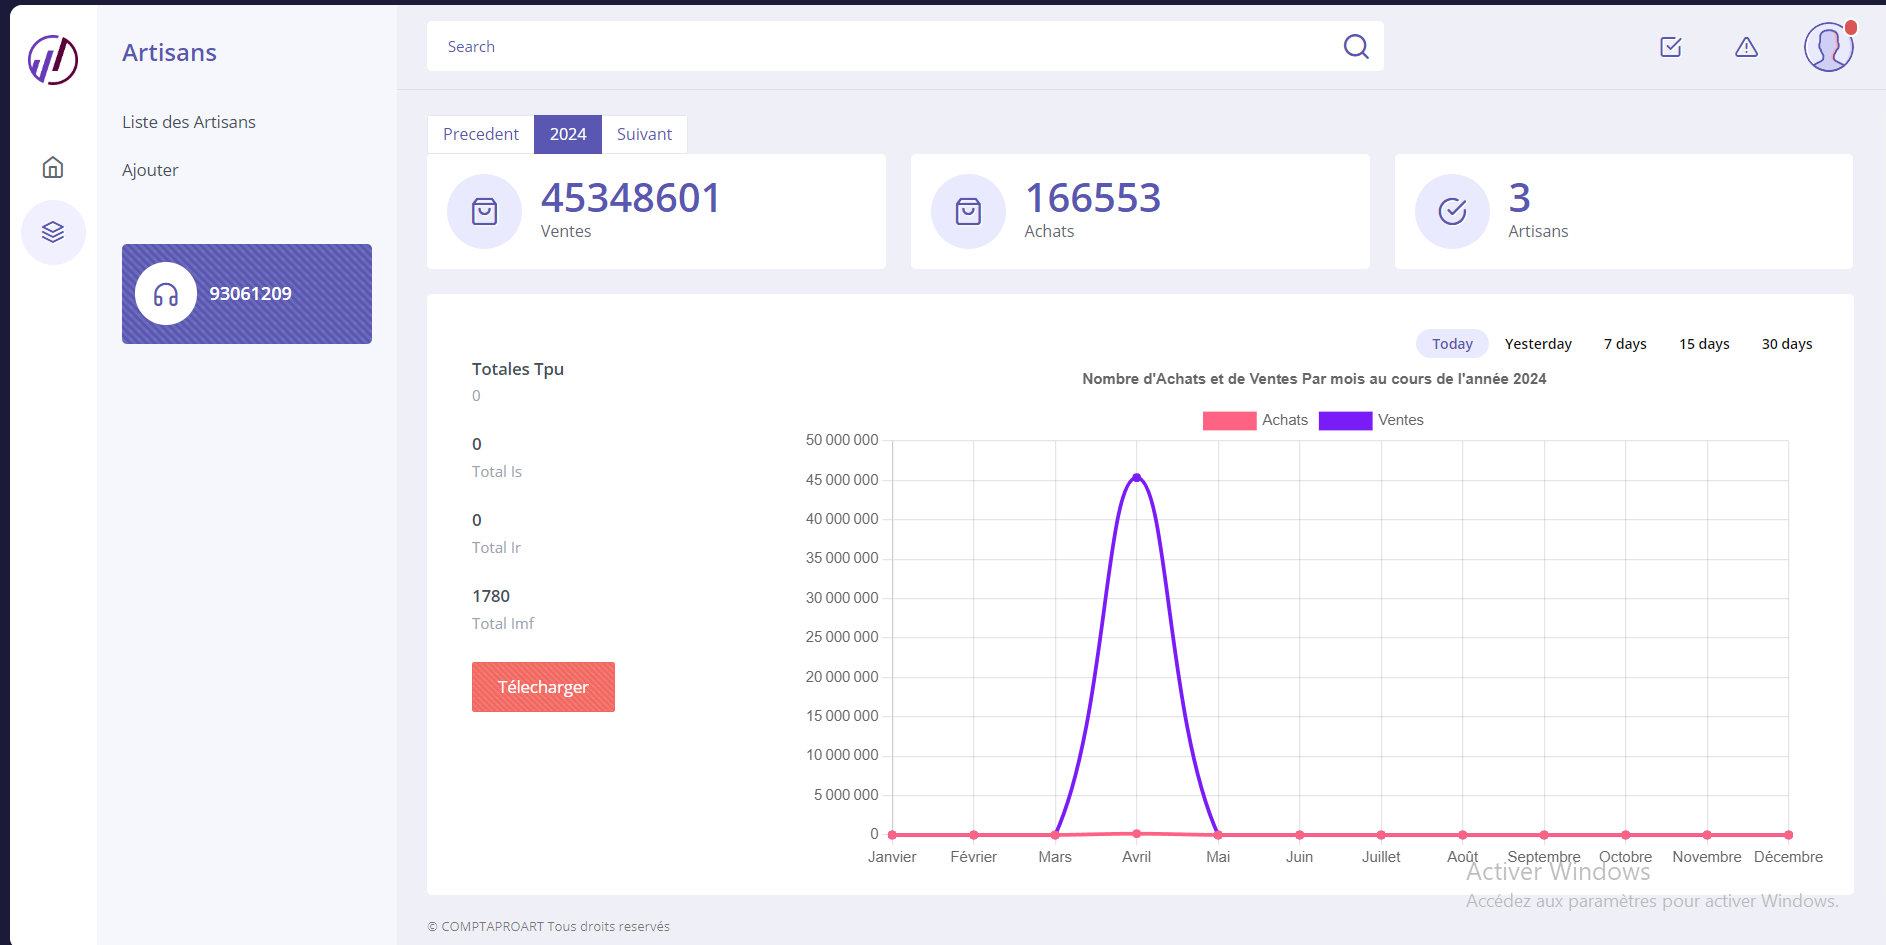 Artisans
Liste des Artisans
Ajouter
93061209
Search
Precedent 2024 Suivant
45348601
Ventes
166553
Achats
3
Artisans
Today Yesterday 7 days 15 days 30 days
Totales Tpu
0
0
Total Is
0
Total Ir
1780
Total Imf
Télecharger
Nombre d'Achats et de Ventes Par mois au cours de l'année 2024
Achats Ventes
50 000 000
45 000 000
40 000 000
35 000 000
30 000 000
25 000 000
20 000 000
15 000 000
10 000 000
5 000 000
0
Janvier Février Mars Avril Mai Juin Juillet Août Septembre Octobre Novembre Décembre
Activer Windows
Accédez aux paramètres pour activer Windows.
© COMPTAPROART Tous droits reservés